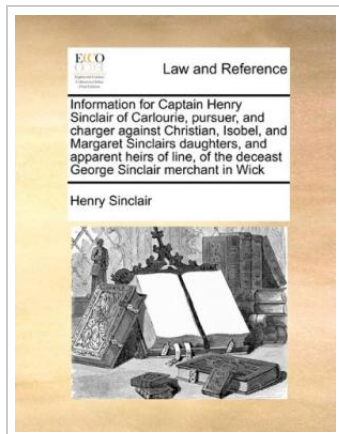 ECCO
Law and Reference
Information for Captain Henry
Sinclair of Carlourie, pursuer, and
charger against Christian, Isobel, and
Margaret Sinclairs daughters, and
apparent heirs of line, of the deceast
George Sinclair merchant in Wick
Henry Sinclair